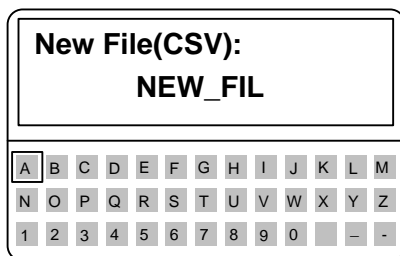 New File(CSV):
NEW_FIL
A B C D E F G H I J K L M
N O P Q R S T U V W X Y Z
1 2 3 4 5 6 7 8 9 0 – -